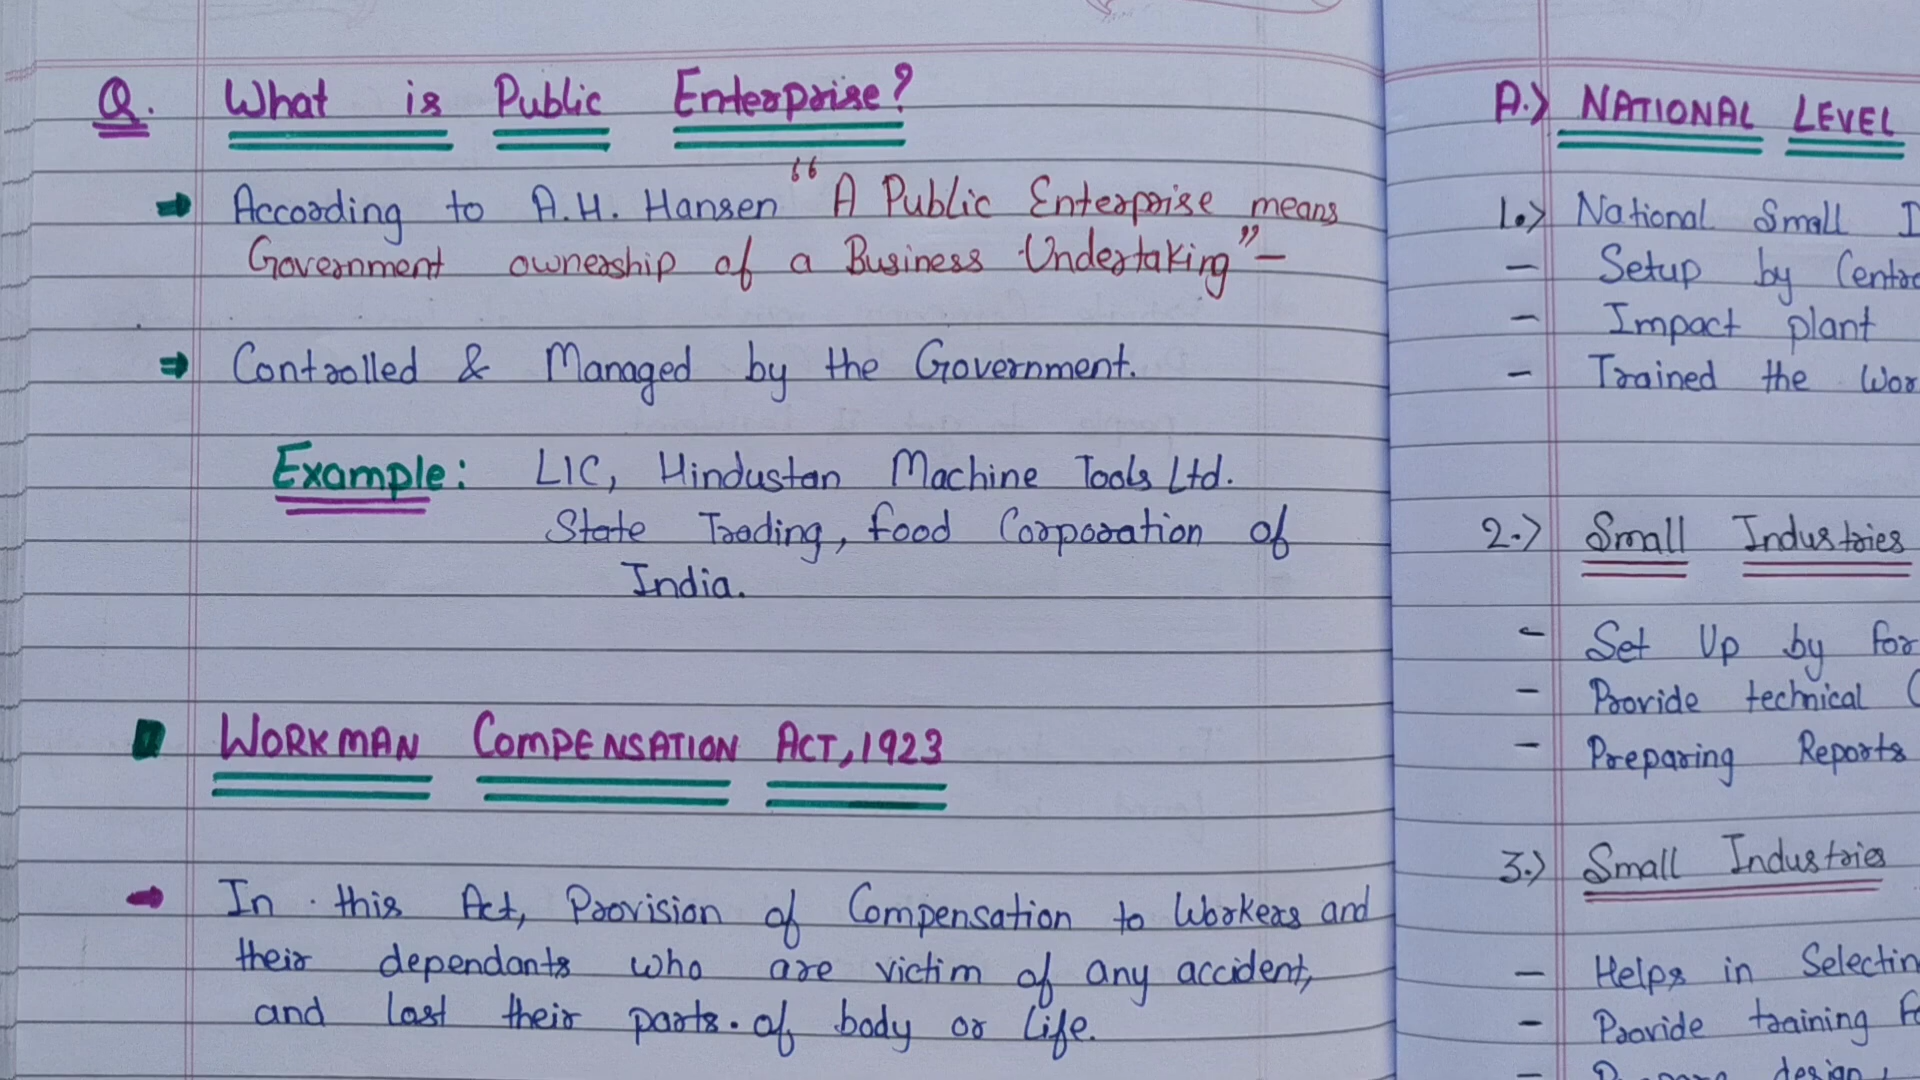 Q. What is Public Enterprise?
→ According to A.H. Hansen "A Public Enterprise means
Government ownership of a Business Undertaking"-
→ Controlled & Managed by the Government.
Example: LIC, Hindustan Machine Tools Ltd.
State Trading, Food Corporation of
India.
WORKMAN COMPENSATION ACT, 1923
→ In this Act, Provision of Compensation to Workers and
their dependants who are victim of any accident,
and last their parts. of body or life.
A.) NATIONAL LEVEL
1.) National Small
- Setup by
- Impact plant
- Trained the
2.) Small Industries
- Set Up by for
- Provide technical
- Preparing Reports
3.) Small Industries
- Helps in
- Provide training
- design,